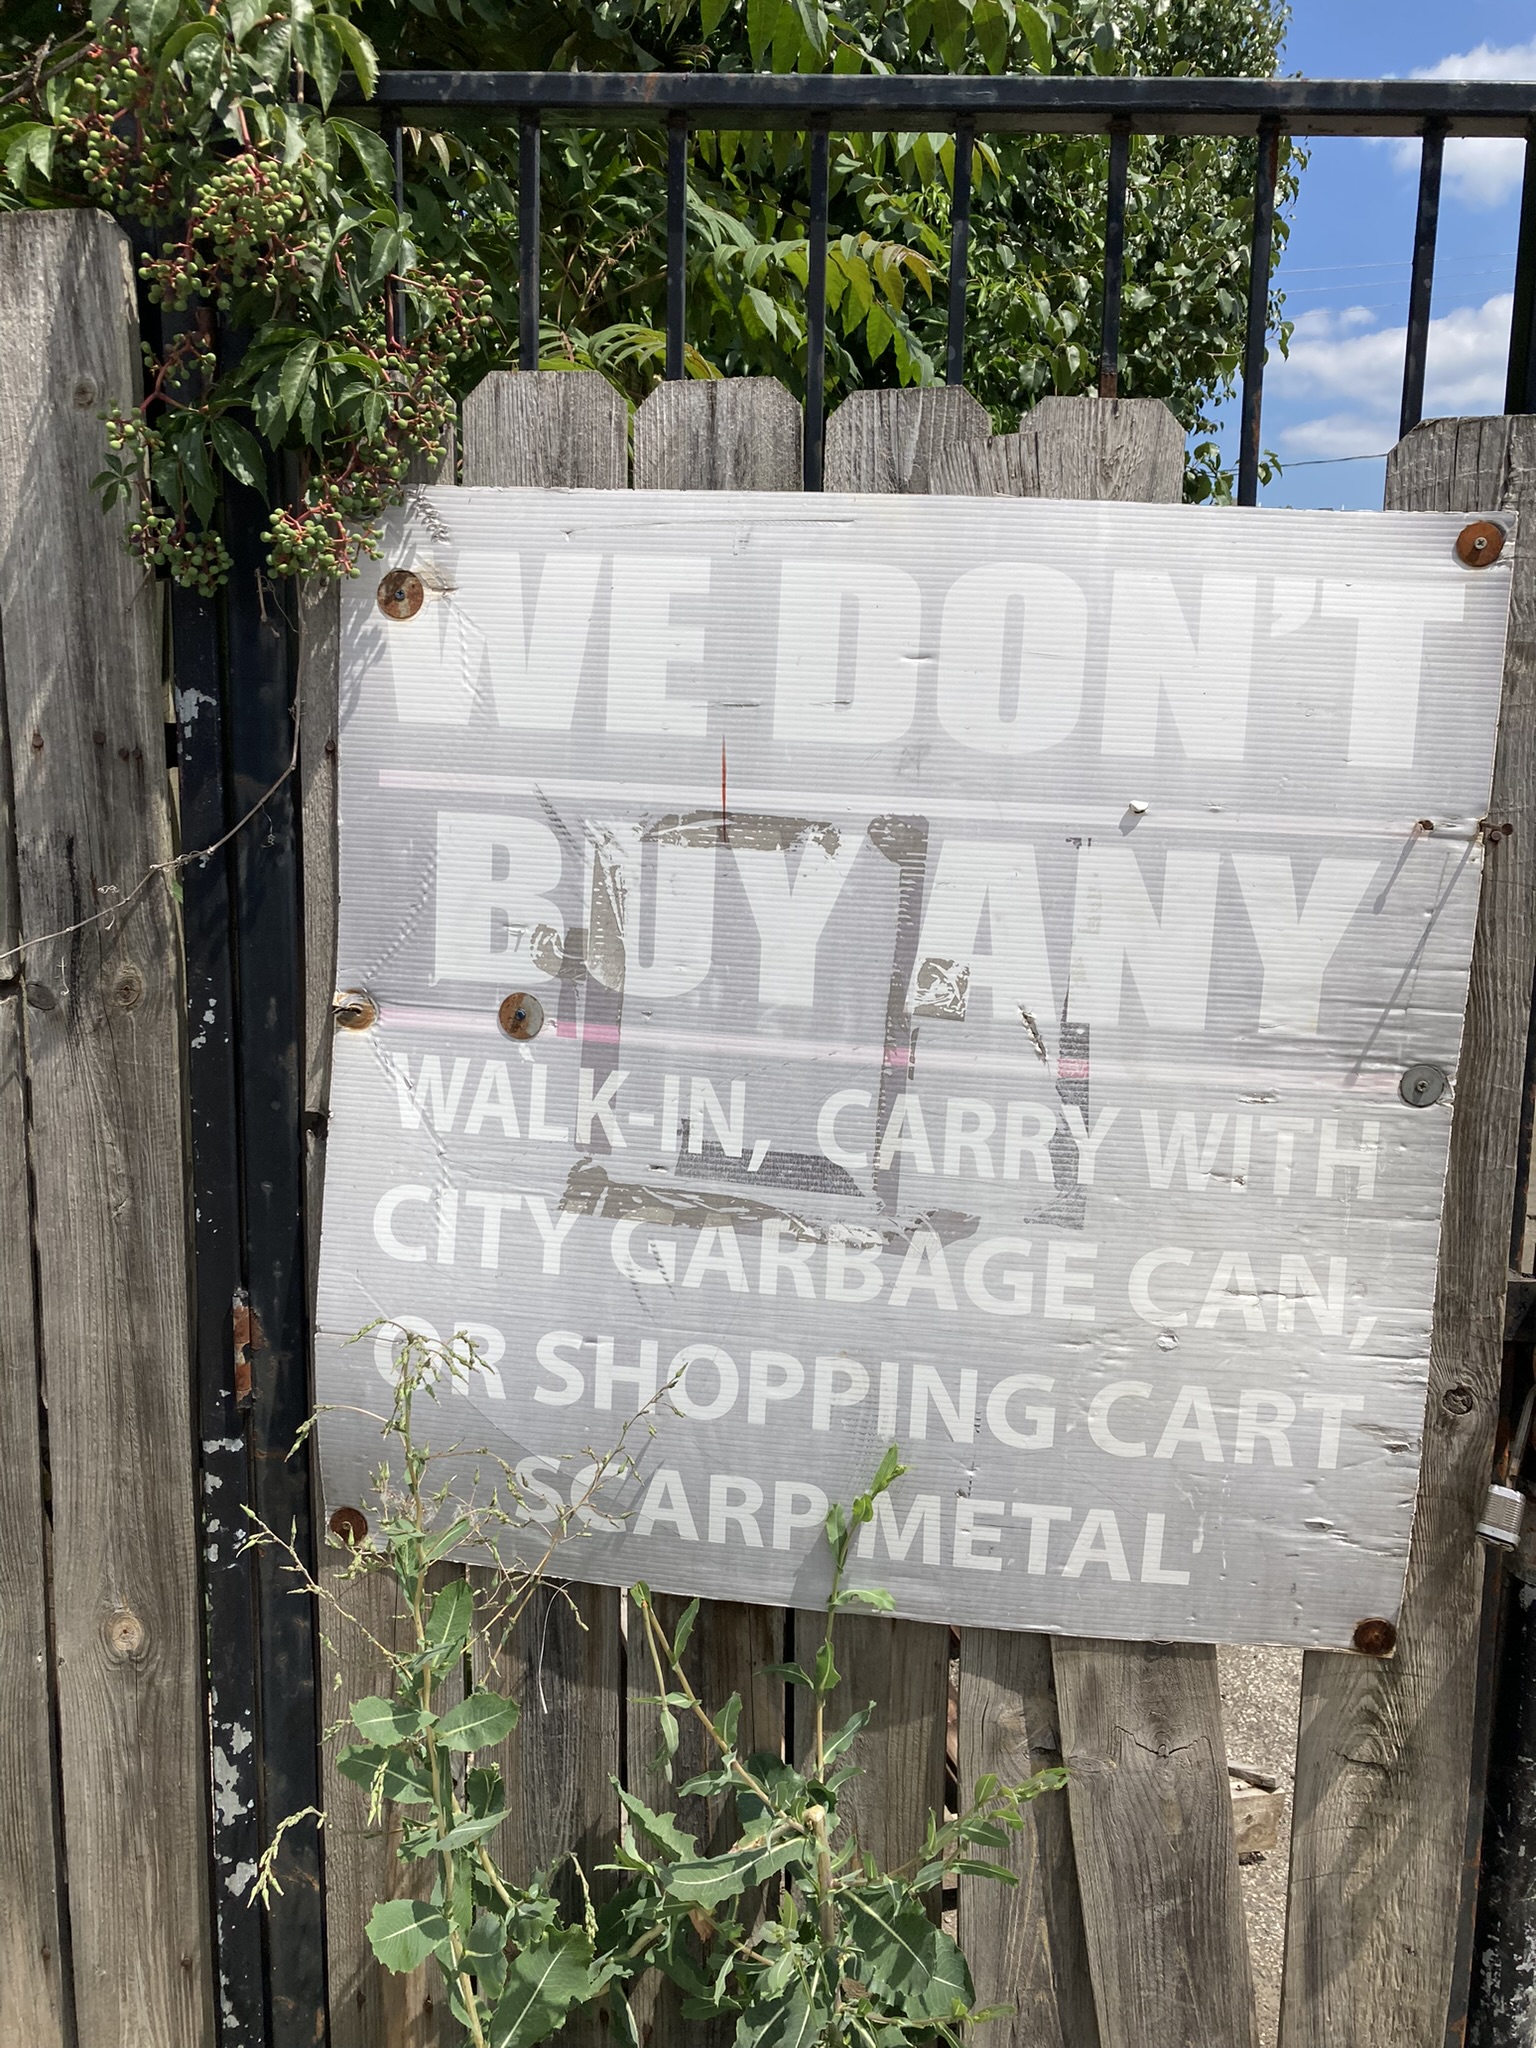 WE DON'T
BUY ANY
WALK-IN, CARRY WITH
CITY GARBAGE CAN,
OR SHOPPING CART
SCARP METAL